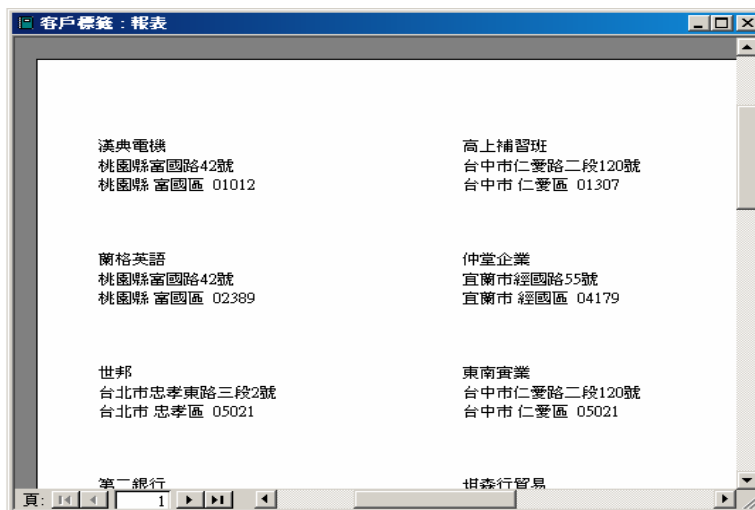 客戶標籤：報表
漢典電機
桃園縣富國路42號
桃園縣 富國區 01012
高上補習班
台中市仁愛路二段120號
台中市 仁愛區 01307
蘭格英語
桃園縣富國路42號
桃園縣 富國區 02389
仲堂企業
宜蘭市經國路55號
宜蘭市 經國區 04179
世邦
台北市忠孝東路三段2號
台北市 忠孝區 05021
東南實業
台中市仁愛路二段120號
台中市 仁愛區 05021
第二銀行
坦森行貿易
頁: 1